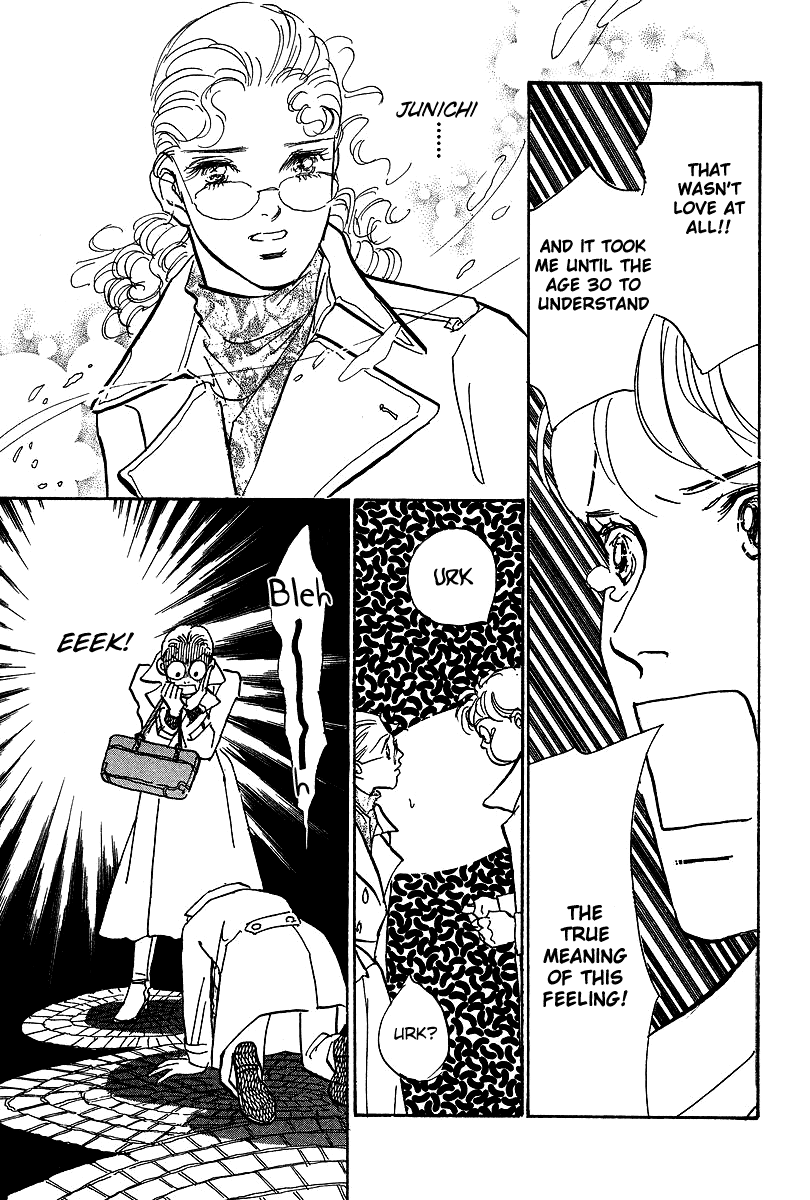 THAT
WASN'T
LOVE AT
ALL!!
AND IT TOOK
ME UNTIL THE
AGE 30 TO
UNDERSTAND
THE
TRUE
MEANING
OF THIS
FEELING!
JUNICHI
......
URK
URK?
Bleh
EEEK!